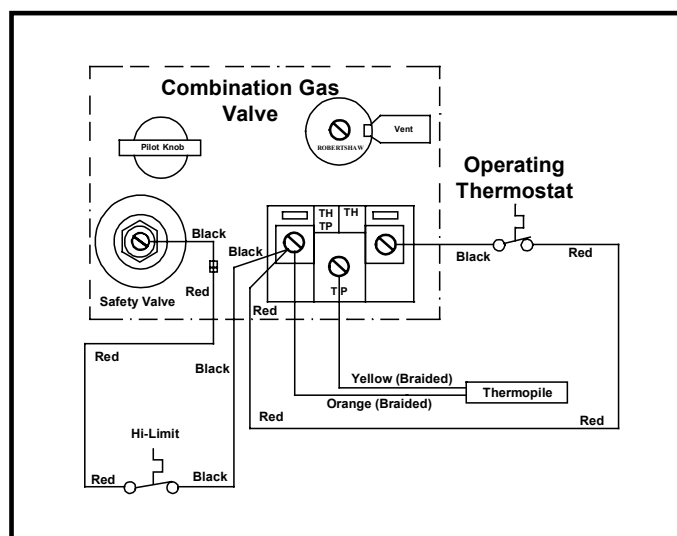 Combination Gas
Valve
Pilot Knob
ROBERTSHAW
Vent
Operating
Thermostat
TH
TH
TP
Black
Black
Black
Red
Safety Valve
Red
TP
Red
Red
Black
Yellow (Braided)
Thermopile
Orange (Braided)
Red
Red
Hi-Limit
Red
Black